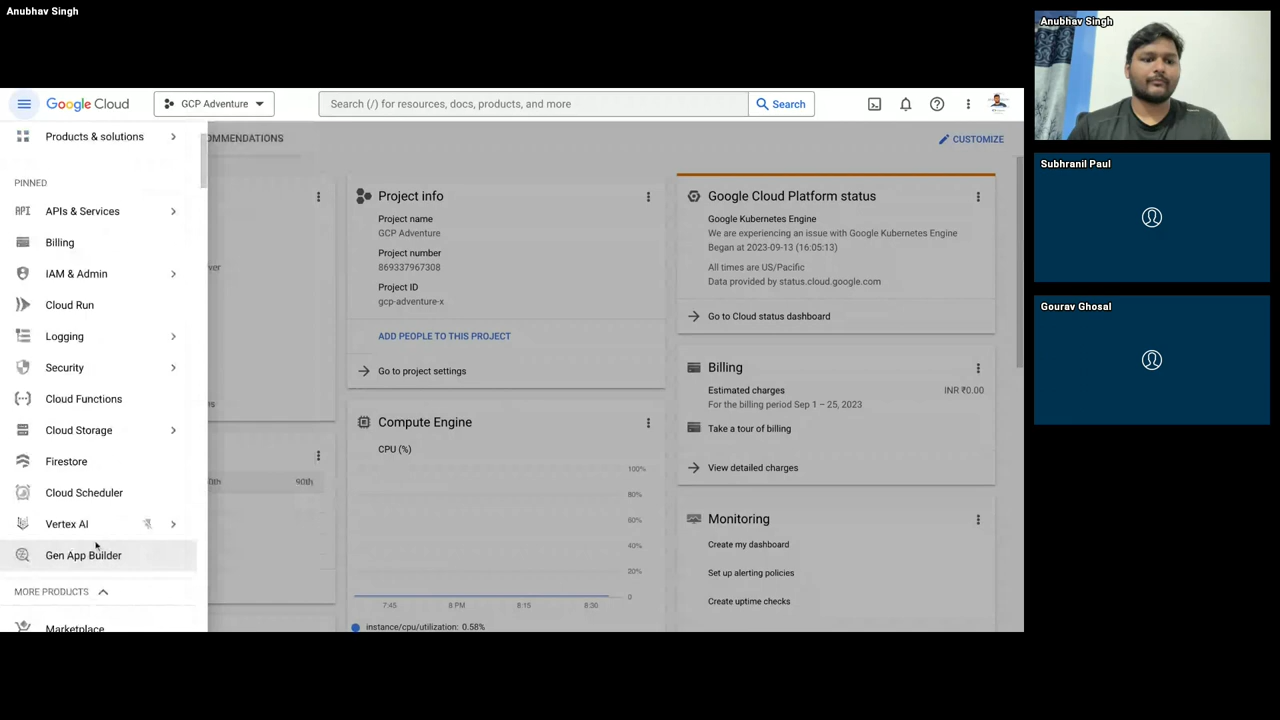 Anubhav Singh
Google Cloud
GCP Adventure
Search (/) for resources, docs, products, and more
Search
Products & solutions
PINNED
API APIs & Services
Billing
IAM & Admin
Cloud Run
Logging
Security
Cloud Functions
Cloud Storage
Firestore
Cloud Scheduler
Vertex AI
Gen App Builder
MORE PRODUCTS
Marketplace
OMMENDATIONS
CUSTOMIZE
90th
Project info
Project name
GCP Adventure
Project number
869337967308
Project ID
gcp-adventure-x
ADD PEOPLE TO THIS PROJECT
Go to project settings
Compute Engine
CPU (%)
100%
80%
60%
40%
20%
0
7:45 8 PM 8:15 8:30
instance/cpu/utilization: 0.58%
Google Cloud Platform status
Google Kubernetes Engine
We are experiencing an issue with Google Kubernetes Engine
Began at 2023-09-13 (16:05:13)
All times are US/Pacific
Data provided by status.cloud.google.com
Go to Cloud status dashboard
Billing
Estimated charges INR ₹0.00
For the billing period Sep 1 – 25, 2023
Take a tour of billing
View detailed charges
Monitoring
Create my dashboard
Set up alerting policies
Create uptime checks
Anubhav Singh
Subhranil Paul
Gourav Ghosal